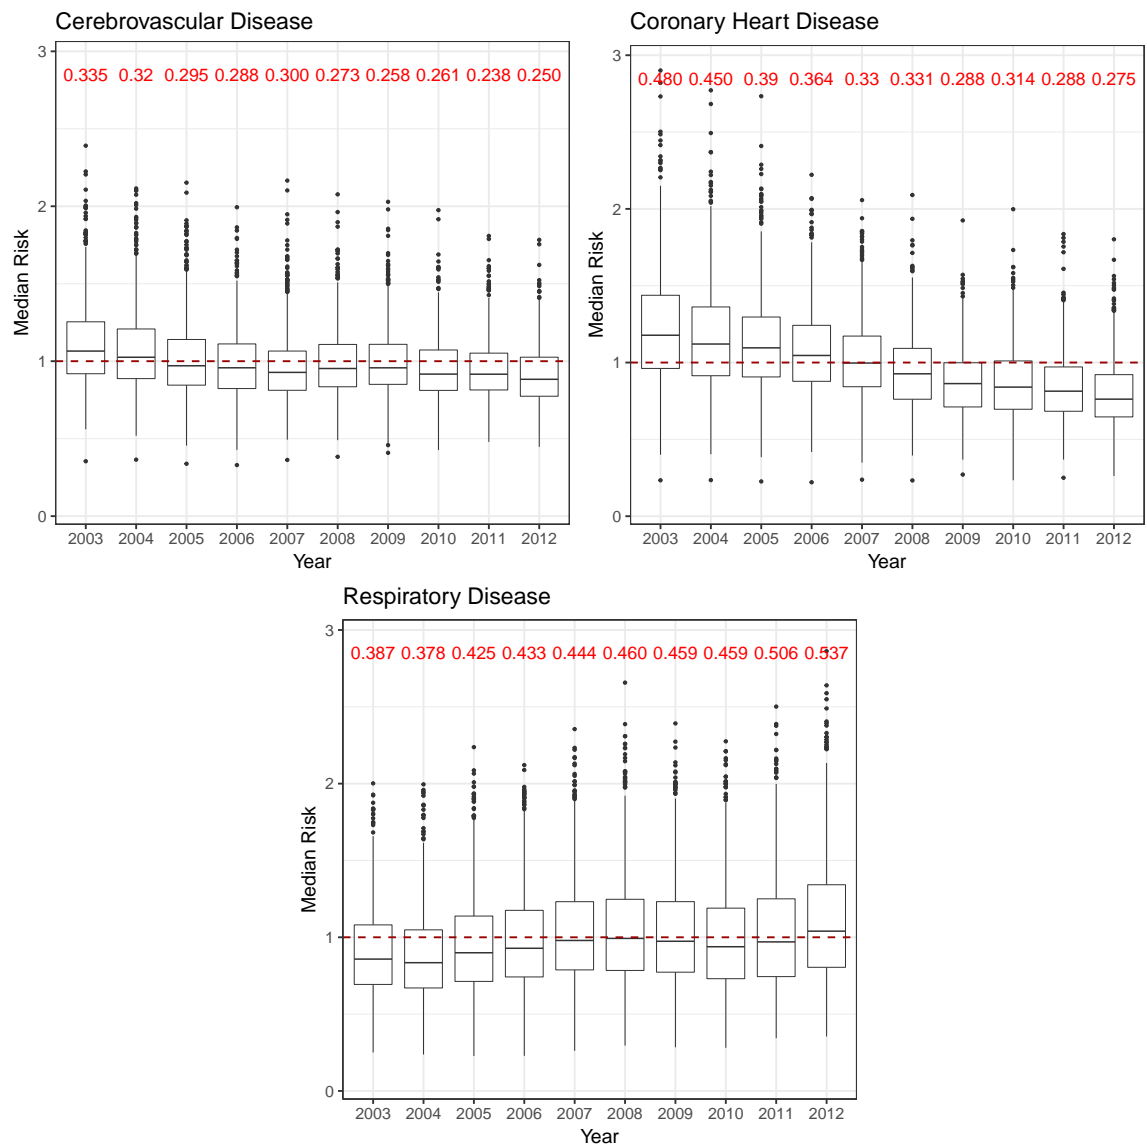 Cerebrovascular Disease
3
0.335 0.32 0.295 0.288 0.300 0.273 0.258 0.261 0.238 0.250
2
1
0
Median Risk
2003 2004 2005 2006 2007 2008 2009 2010 2011 2012
Year
Coronary Heart Disease
3
0.480 0.450 0.39 0.364 0.33 0.331 0.288 0.314 0.288 0.275
2
1
0
Median Risk
2003 2004 2005 2006 2007 2008 2009 2010 2011 2012
Year
Respiratory Disease
3
0.387 0.378 0.425 0.433 0.444 0.460 0.459 0.459 0.506 0.537
2
1
0
Median Risk
2003 2004 2005 2006 2007 2008 2009 2010 2011 2012
Year